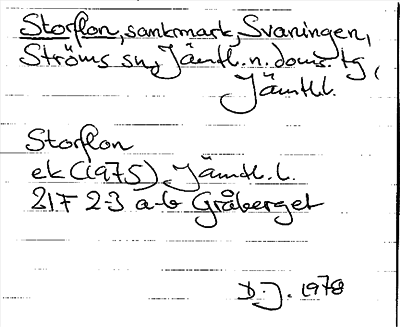 Storflon, sankmark, Svaningen,
Ströms sn, Jämtl. n. doms. tg,
Jämtl.l.
Storflon
ek (1975), Jämtl. l.
21F 2-3 a-b Gråberget
D.J. 1978